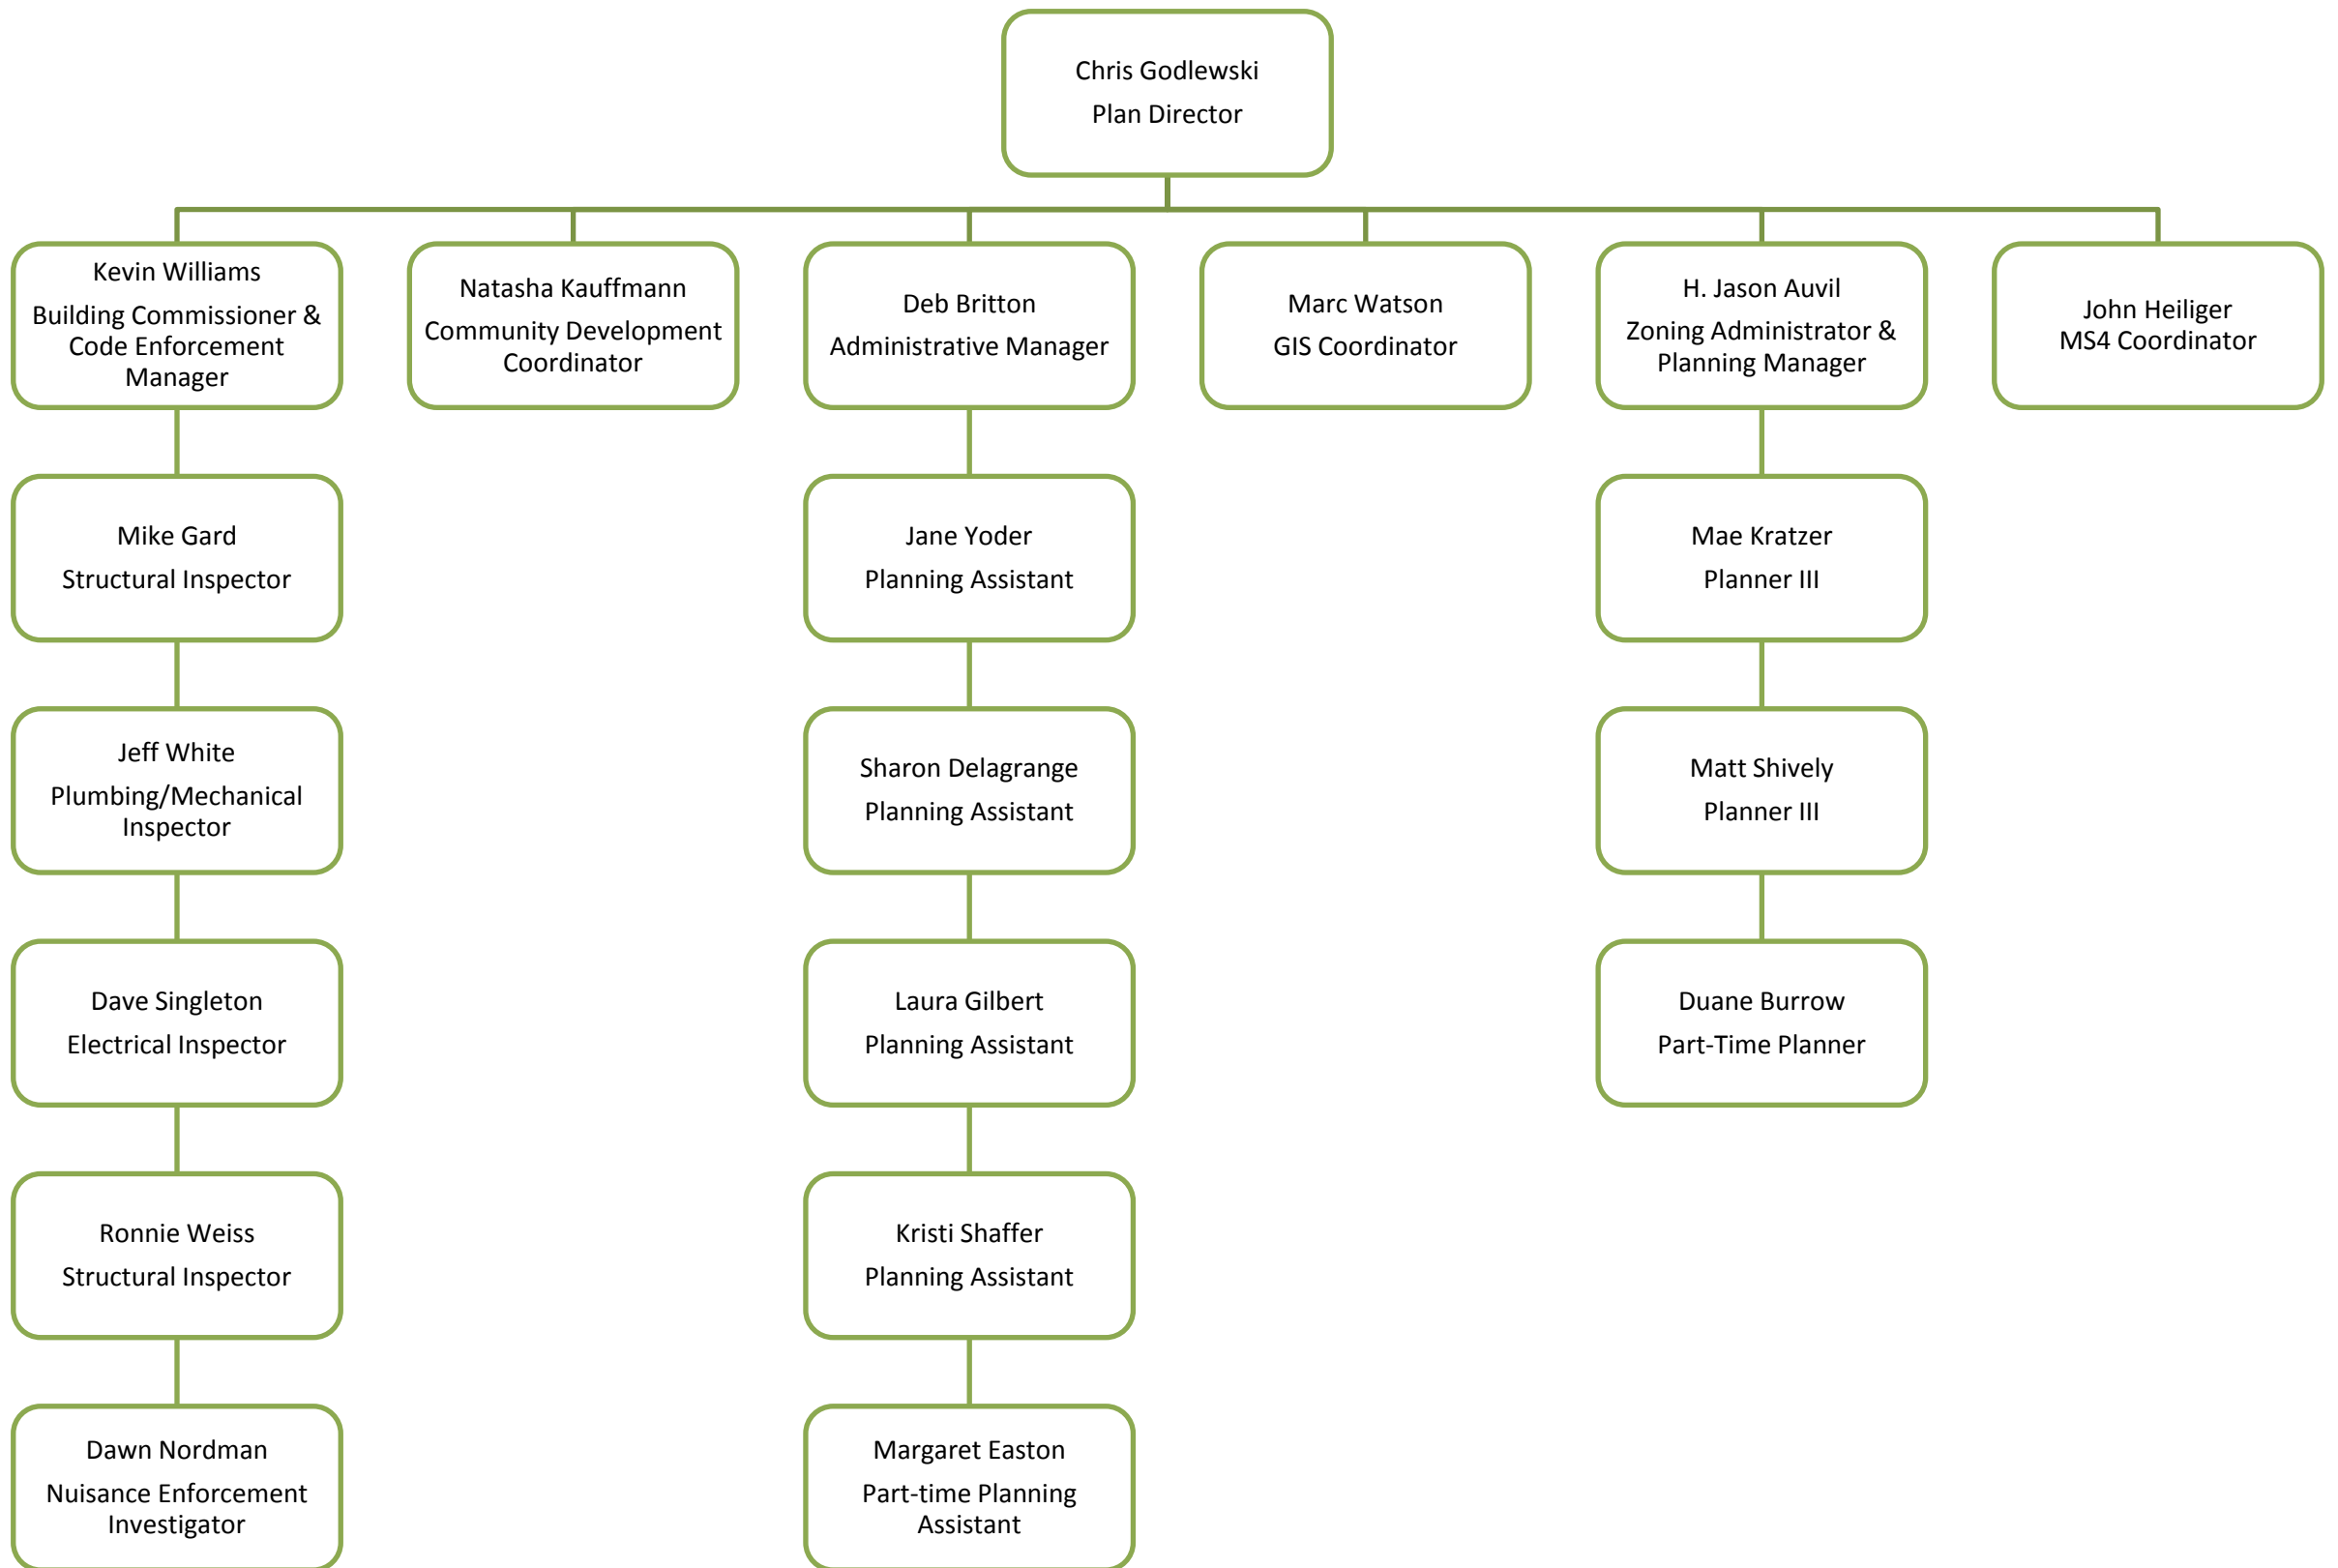 Chris Godlewski
Plan Director
Kevin Williams
Building Commissioner &
Code Enforcement
Manager
Natasha Kauffmann
Community Development
Coordinator
Deb Britton
Administrative Manager
Marc Watson
GIS Coordinator
H. Jason Auvil
Zoning Administrator &
Planning Manager
John Heiliger
MS4 Coordinator
Mike Gard
Structural Inspector
Jane Yoder
Planning Assistant
Mae Kratzer
Planner III
Jeff White
Plumbing/Mechanical
Inspector
Sharon Delagrange
Planning Assistant
Matt Shively
Planner III
Dave Singleton
Electrical Inspector
Laura Gilbert
Planning Assistant
Duane Burrow
Part-Time Planner
Ronnie Weiss
Structural Inspector
Kristi Shaffer
Planning Assistant
Dawn Nordman
Nuisance Enforcement
Investigator
Margaret Easton
Part-time Planning
Assistant